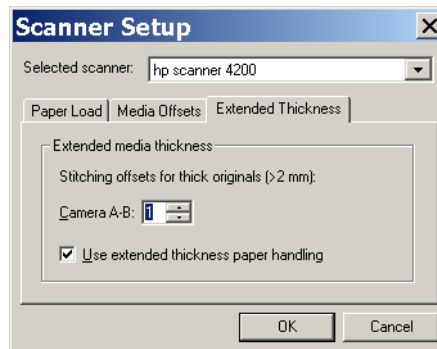 Scanner Setup
Selected scanner: hp scanner 4200
Paper Load Media Offsets Extended Thickness
Extended media thickness
Stitching offsets for thick originals (>2 mm):
Camera A-B: 1
Use extended thickness paper handling
OK Cancel